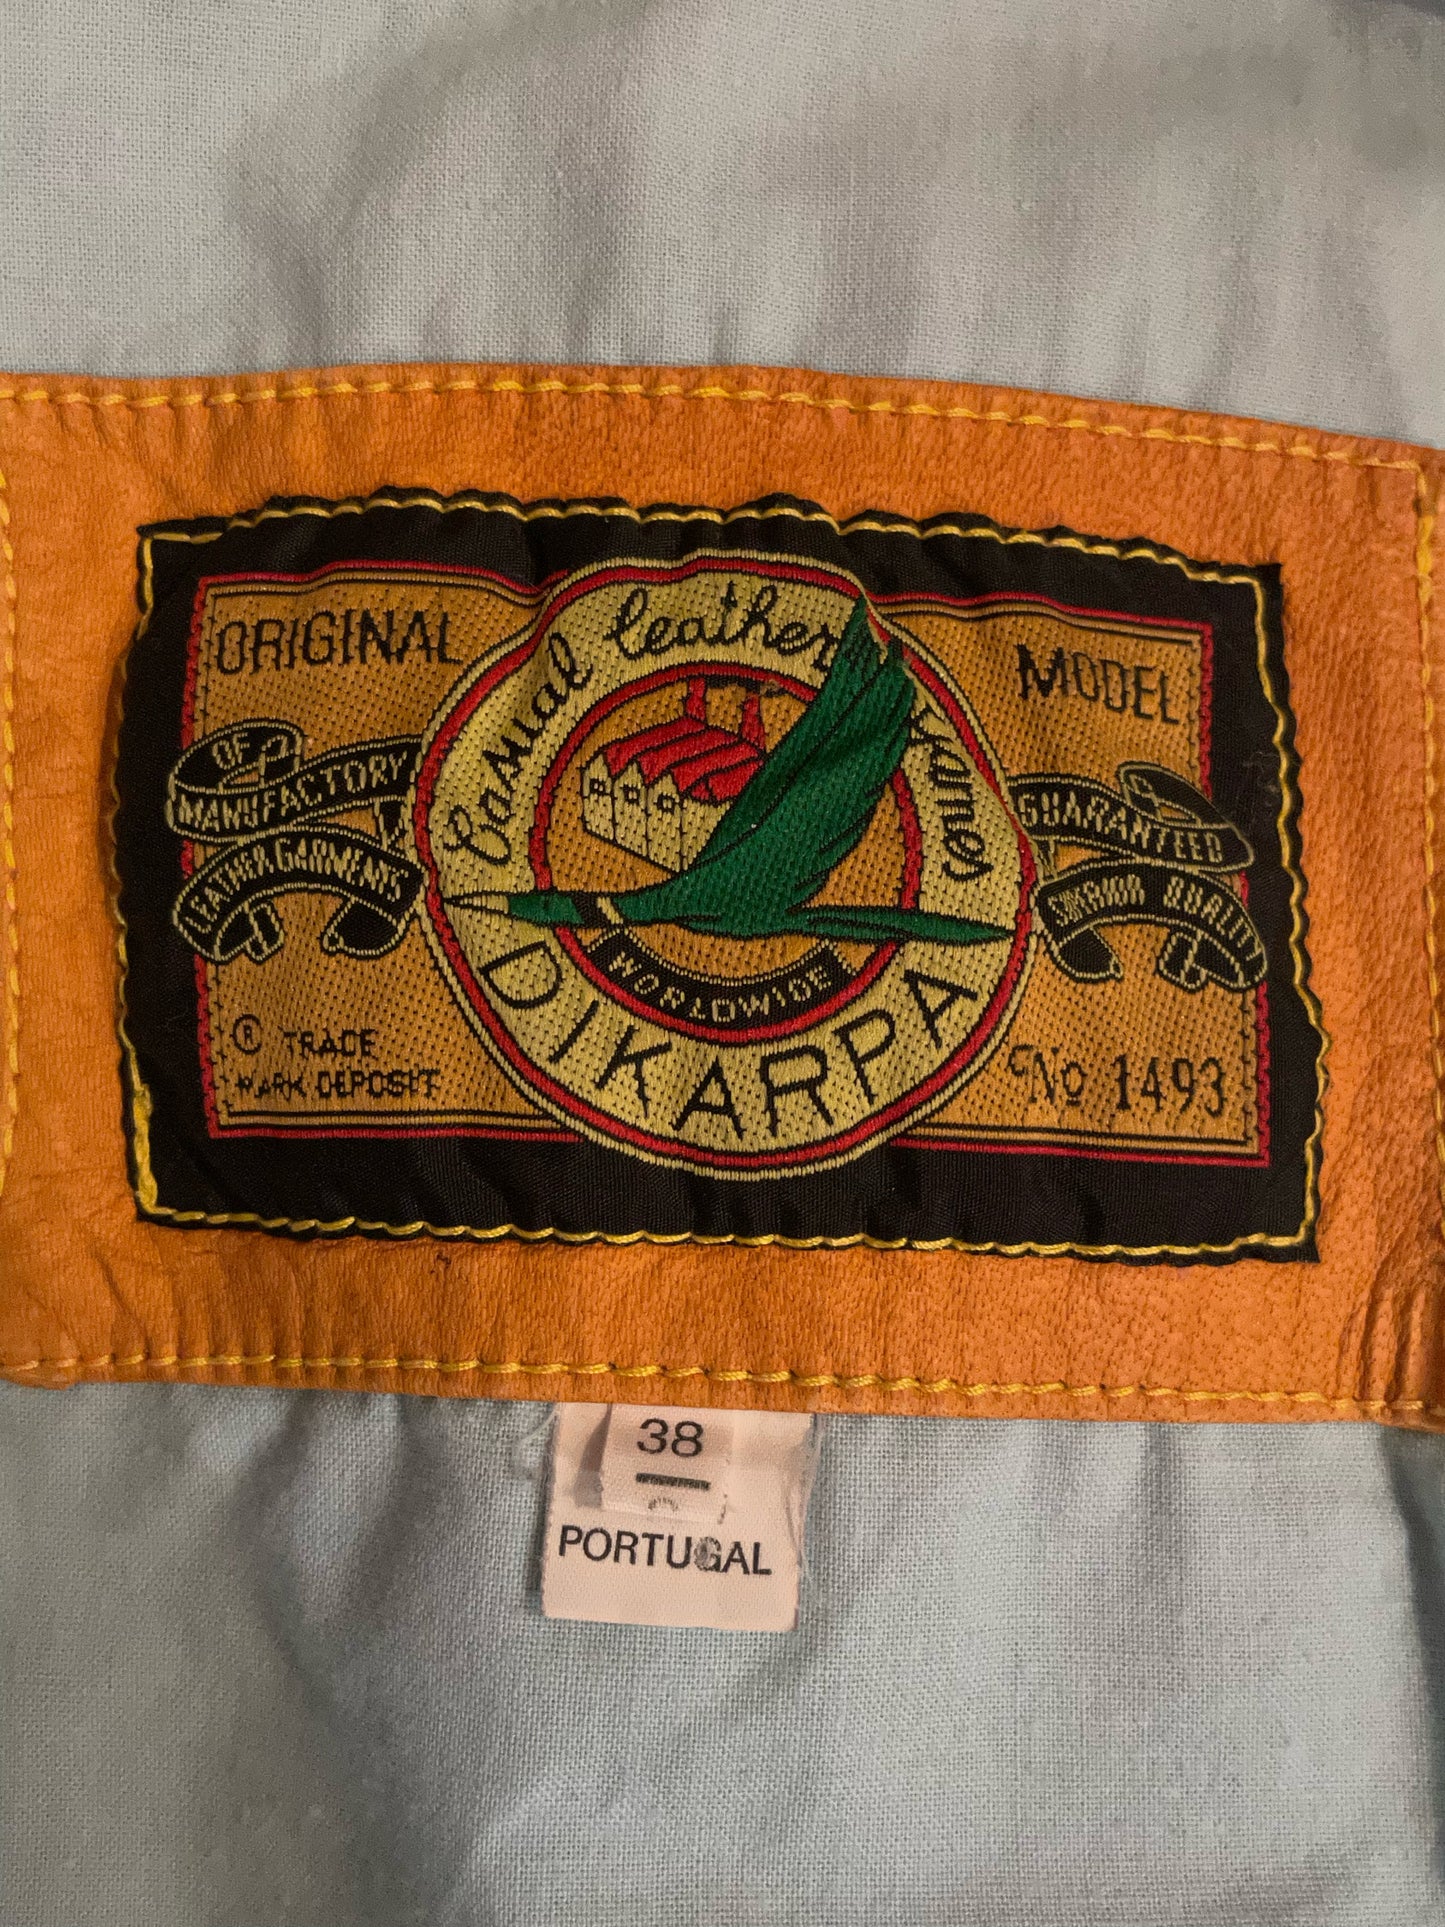 ORIGINAL
MODEL
Casual leather
OF
MANUFACTORY
LEATHER GARMENTS
GUARANTEED
QUALITY
WORLDWIDE
DIKARPA
® TRADE
MARK DEPOSIT
No 1493
38
PORTUGAL